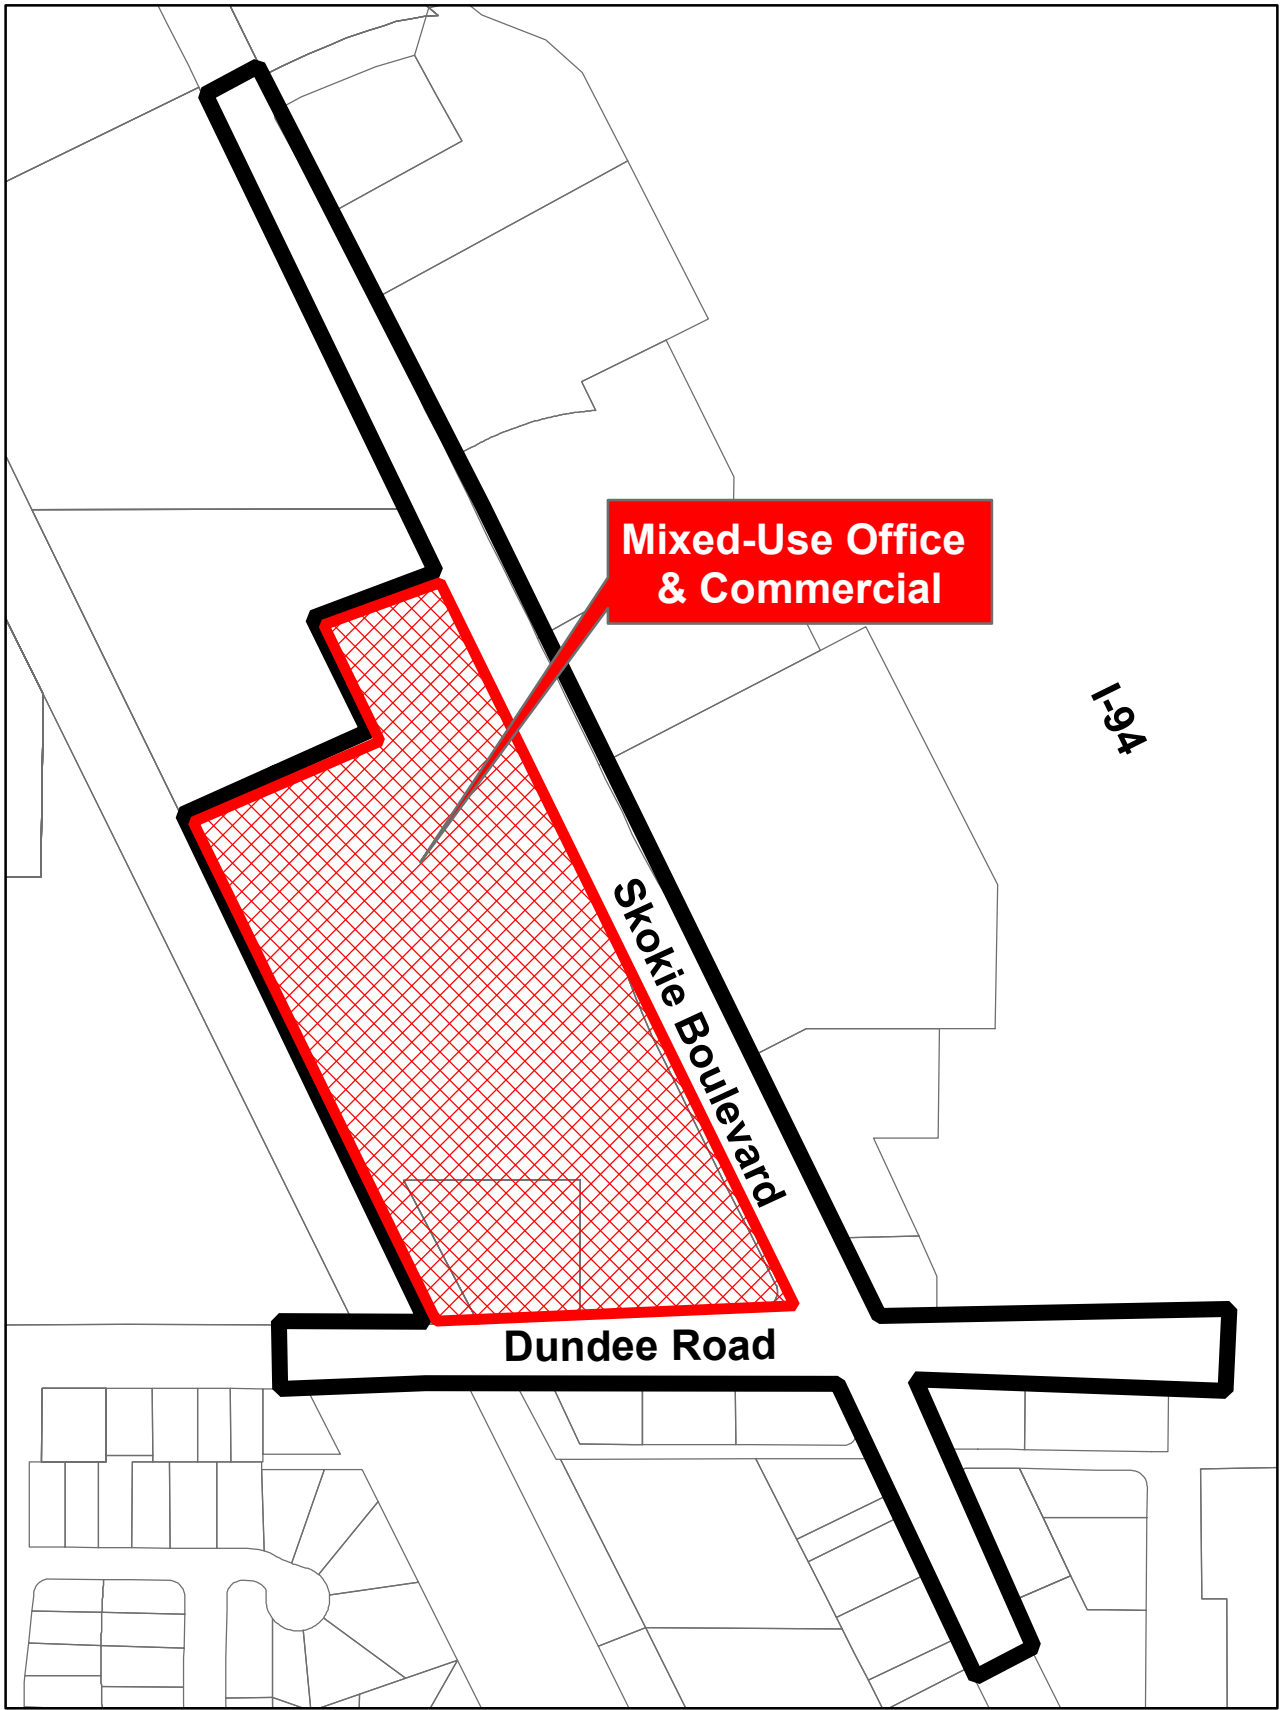 Mixed-Use Office
& Commercial
I-94
Skokie Boulevard
Dundee Road